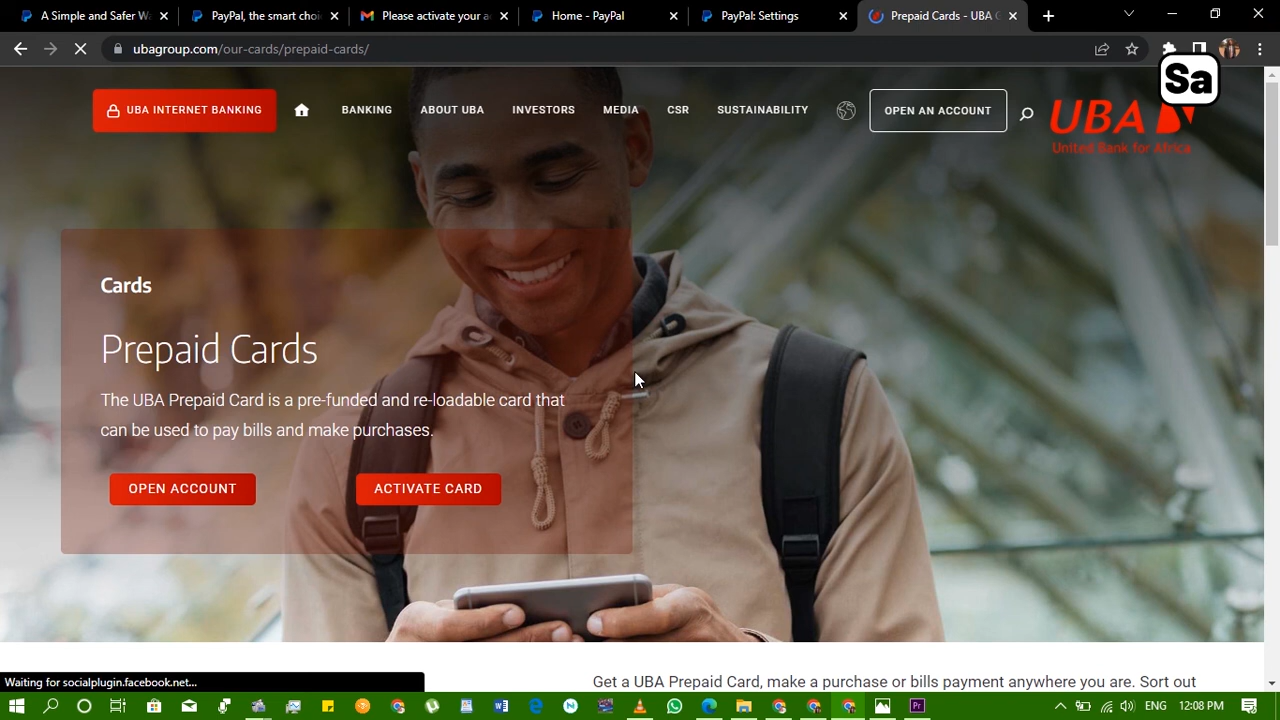 A Simple and Safer Wa
PayPal, the smart choi
Please activate your a
Home - PayPal
PayPal: Settings
Prepaid Cards - UBA G
ubagroup.com/our-cards/prepaid-cards/
Sa
UBA INTERNET BANKING
BANKING
ABOUT UBA
INVESTORS
MEDIA
CSR
SUSTAINABILITY
OPEN AN ACCOUNT
UBA
United Bank for Africa
Cards
Prepaid Cards
The UBA Prepaid Card is a pre-funded and re-loadable card that
can be used to pay bills and make purchases.
OPEN ACCOUNT
ACTIVATE CARD
Get a UBA Prepaid Card, make a purchase or bills payment anywhere you are. Sort out
Waiting for socialplugin.facebook.net...
ENG
12:08 PM